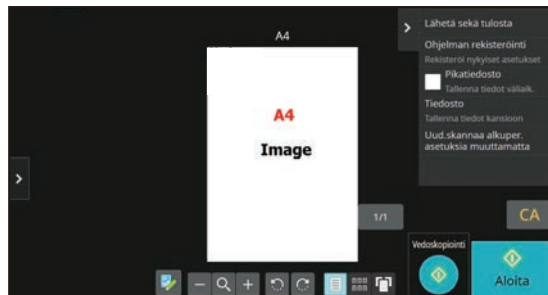 A4
A4
Image
1/1
Lähetä sekä tulosta
Ohjelman rekisteröinti
Rekisteröi nykyiset asetukset
Pikatiedosto
Tallenna tiedot väliaik.
Tiedosto
Tallenna tiedot kansioon
Uud.skannaa alkuper.
asetuksia muuttamatta
CA
Vedoskopiointi
Aloita